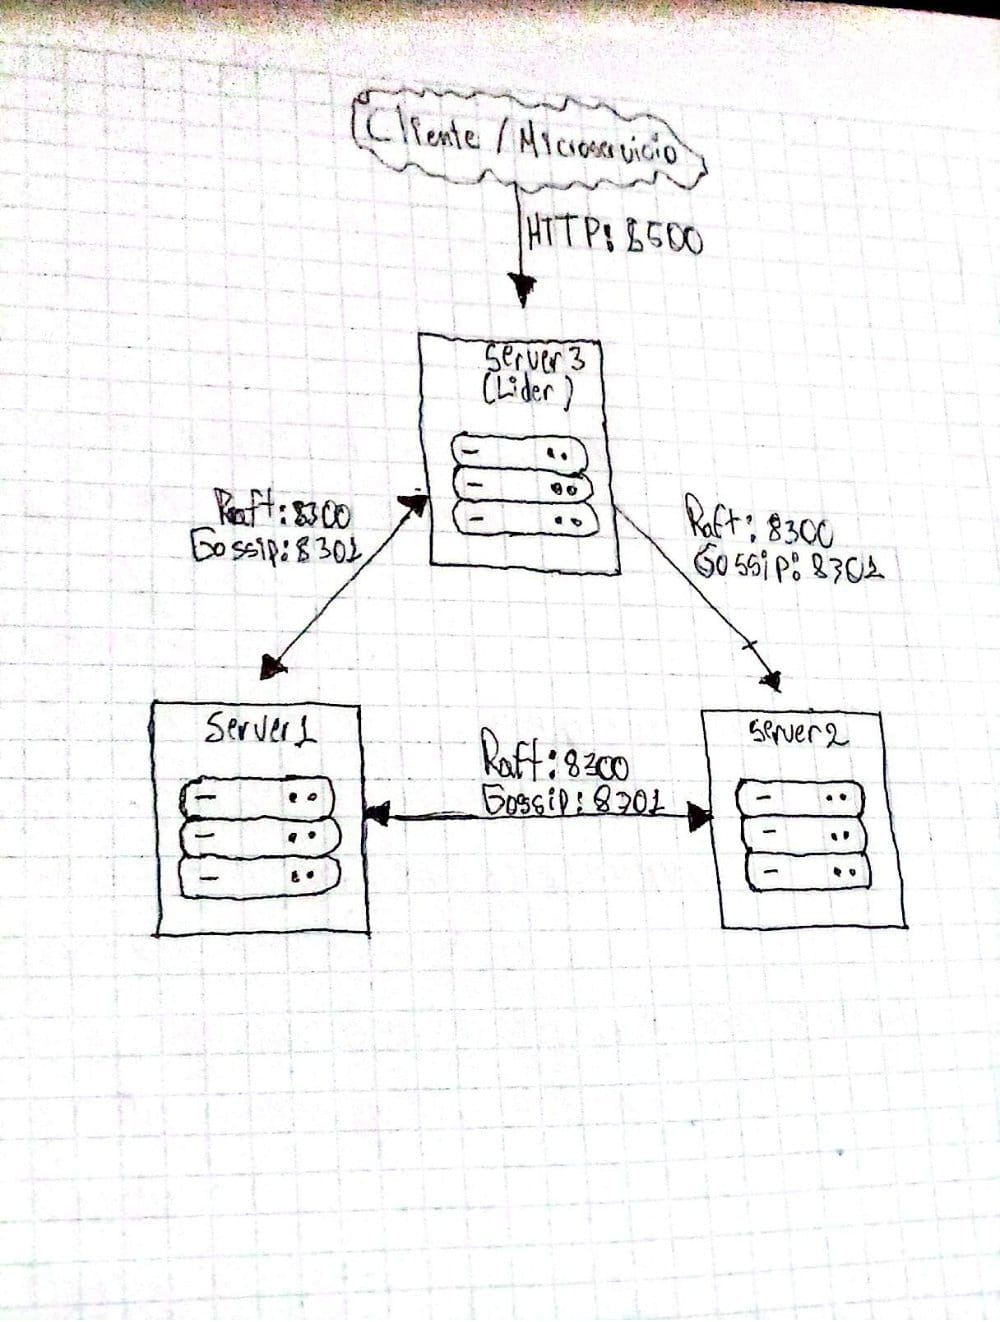 Cliente / Microservicio
HTTP: 8500
Server 3
(Lider)
Raft: 8300
Gossip: 8301
Raft: 8300
Gossip: 8301
Server 1
Raft: 8300
Gossip: 8301
Server 2